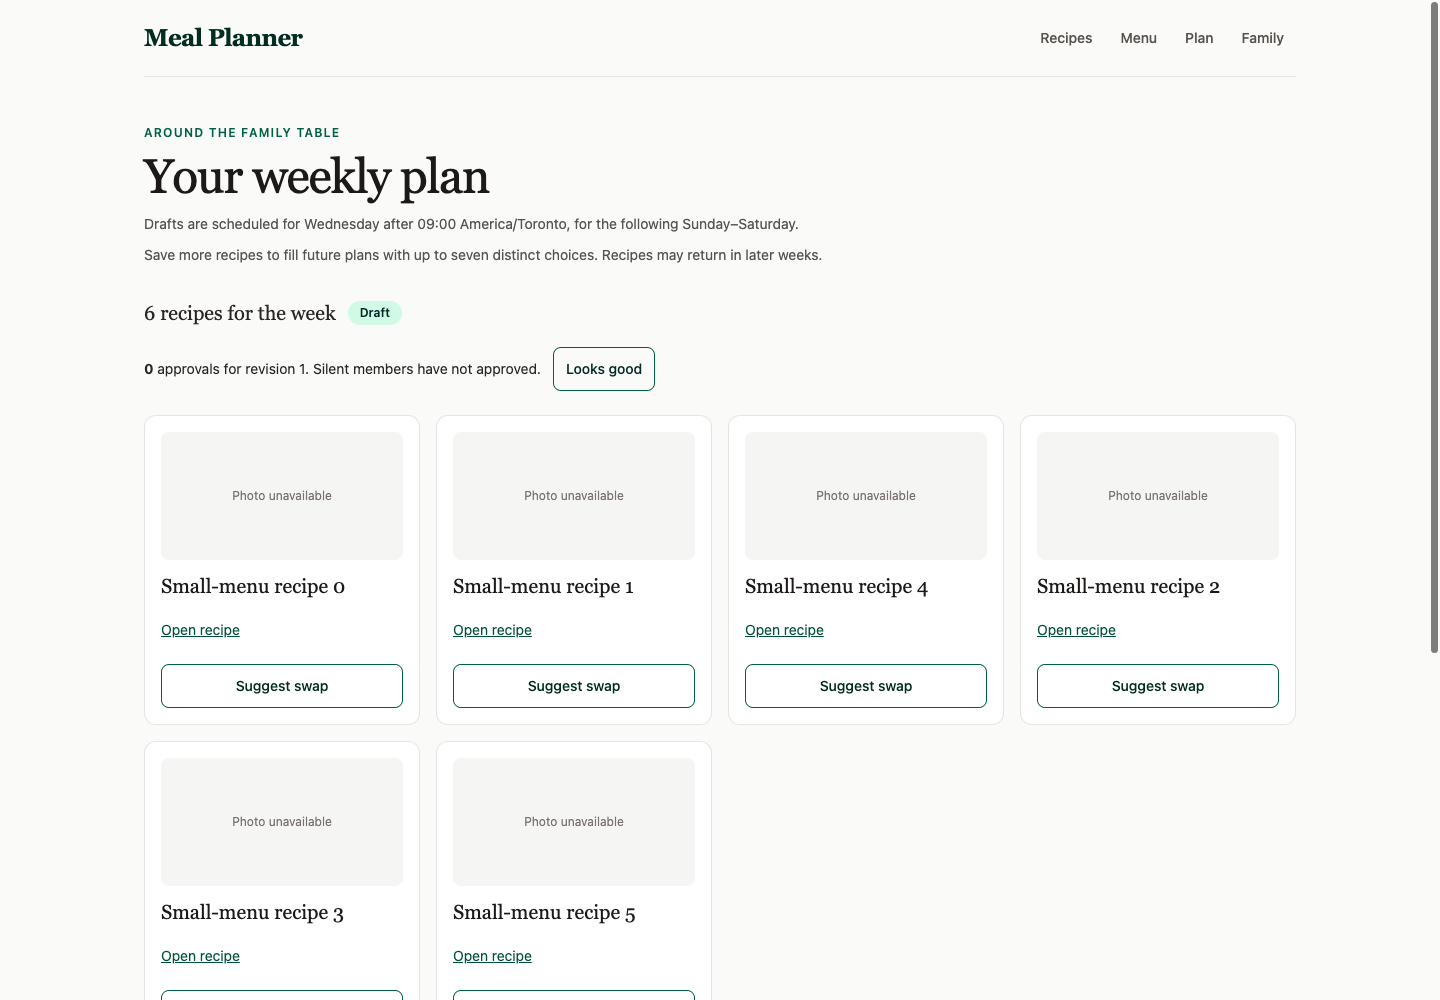 Meal Planner
Recipes Menu Plan Family
AROUND THE FAMILY TABLE
Your weekly plan
Drafts are scheduled for Wednesday after 09:00 America/Toronto, for the following Sunday–Saturday.
Save more recipes to fill future plans with up to seven distinct choices. Recipes may return in later weeks.
6 recipes for the week Draft
0 approvals for revision 1. Silent members have not approved. Looks good
Photo unavailable Photo unavailable Photo unavailable Photo unavailable
Small-menu recipe 0 Small-menu recipe 1 Small-menu recipe 4 Small-menu recipe 2
Open recipe Open recipe Open recipe Open recipe
Suggest swap Suggest swap Suggest swap Suggest swap
Photo unavailable Photo unavailable
Small-menu recipe 3 Small-menu recipe 5
Open recipe Open recipe